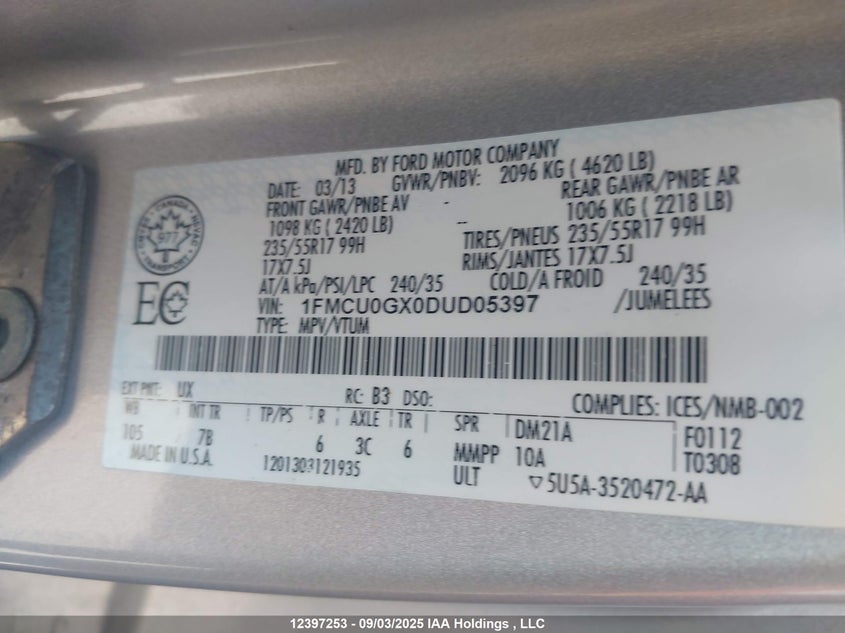 MFD. BY FORD MOTOR COMPANY
DATE: 03/13 GVWR/PNBV: 2096 KG ( 4620 LB)
FRONT GAWR/PNBE AV - REAR GAWR/PNBE AR
1098 KG ( 2420 LB) -- 1006 KG ( 2218 LB)
235/55R17 99H TIRES/PNEUS 235/55R17 99H
17X7.5J RIMS/JANTES 17X7.5J
AT/A kPa/PSI/LPC 240/35 COLD/A FROID 240/35
VIN: 1FMCU0GX0DUD05397 /JUMELEES
TYPE: MPV/VTUM
CANADA
977
TRANSPORT
EC
EXT PNT: UX RC: B3 DSO: COMPLIES: ICES/NMB-002
WB INT TR TP/PS R AXLE TR SPR DM21A F0112
105 7B 6 3C 6 MMPP 10A T0308
MADE IN U.S.A. 1201303121935 ULT ▽5U5A-3520472-AA
12397253 - 09/03/2025 IAA Holdings , LLC